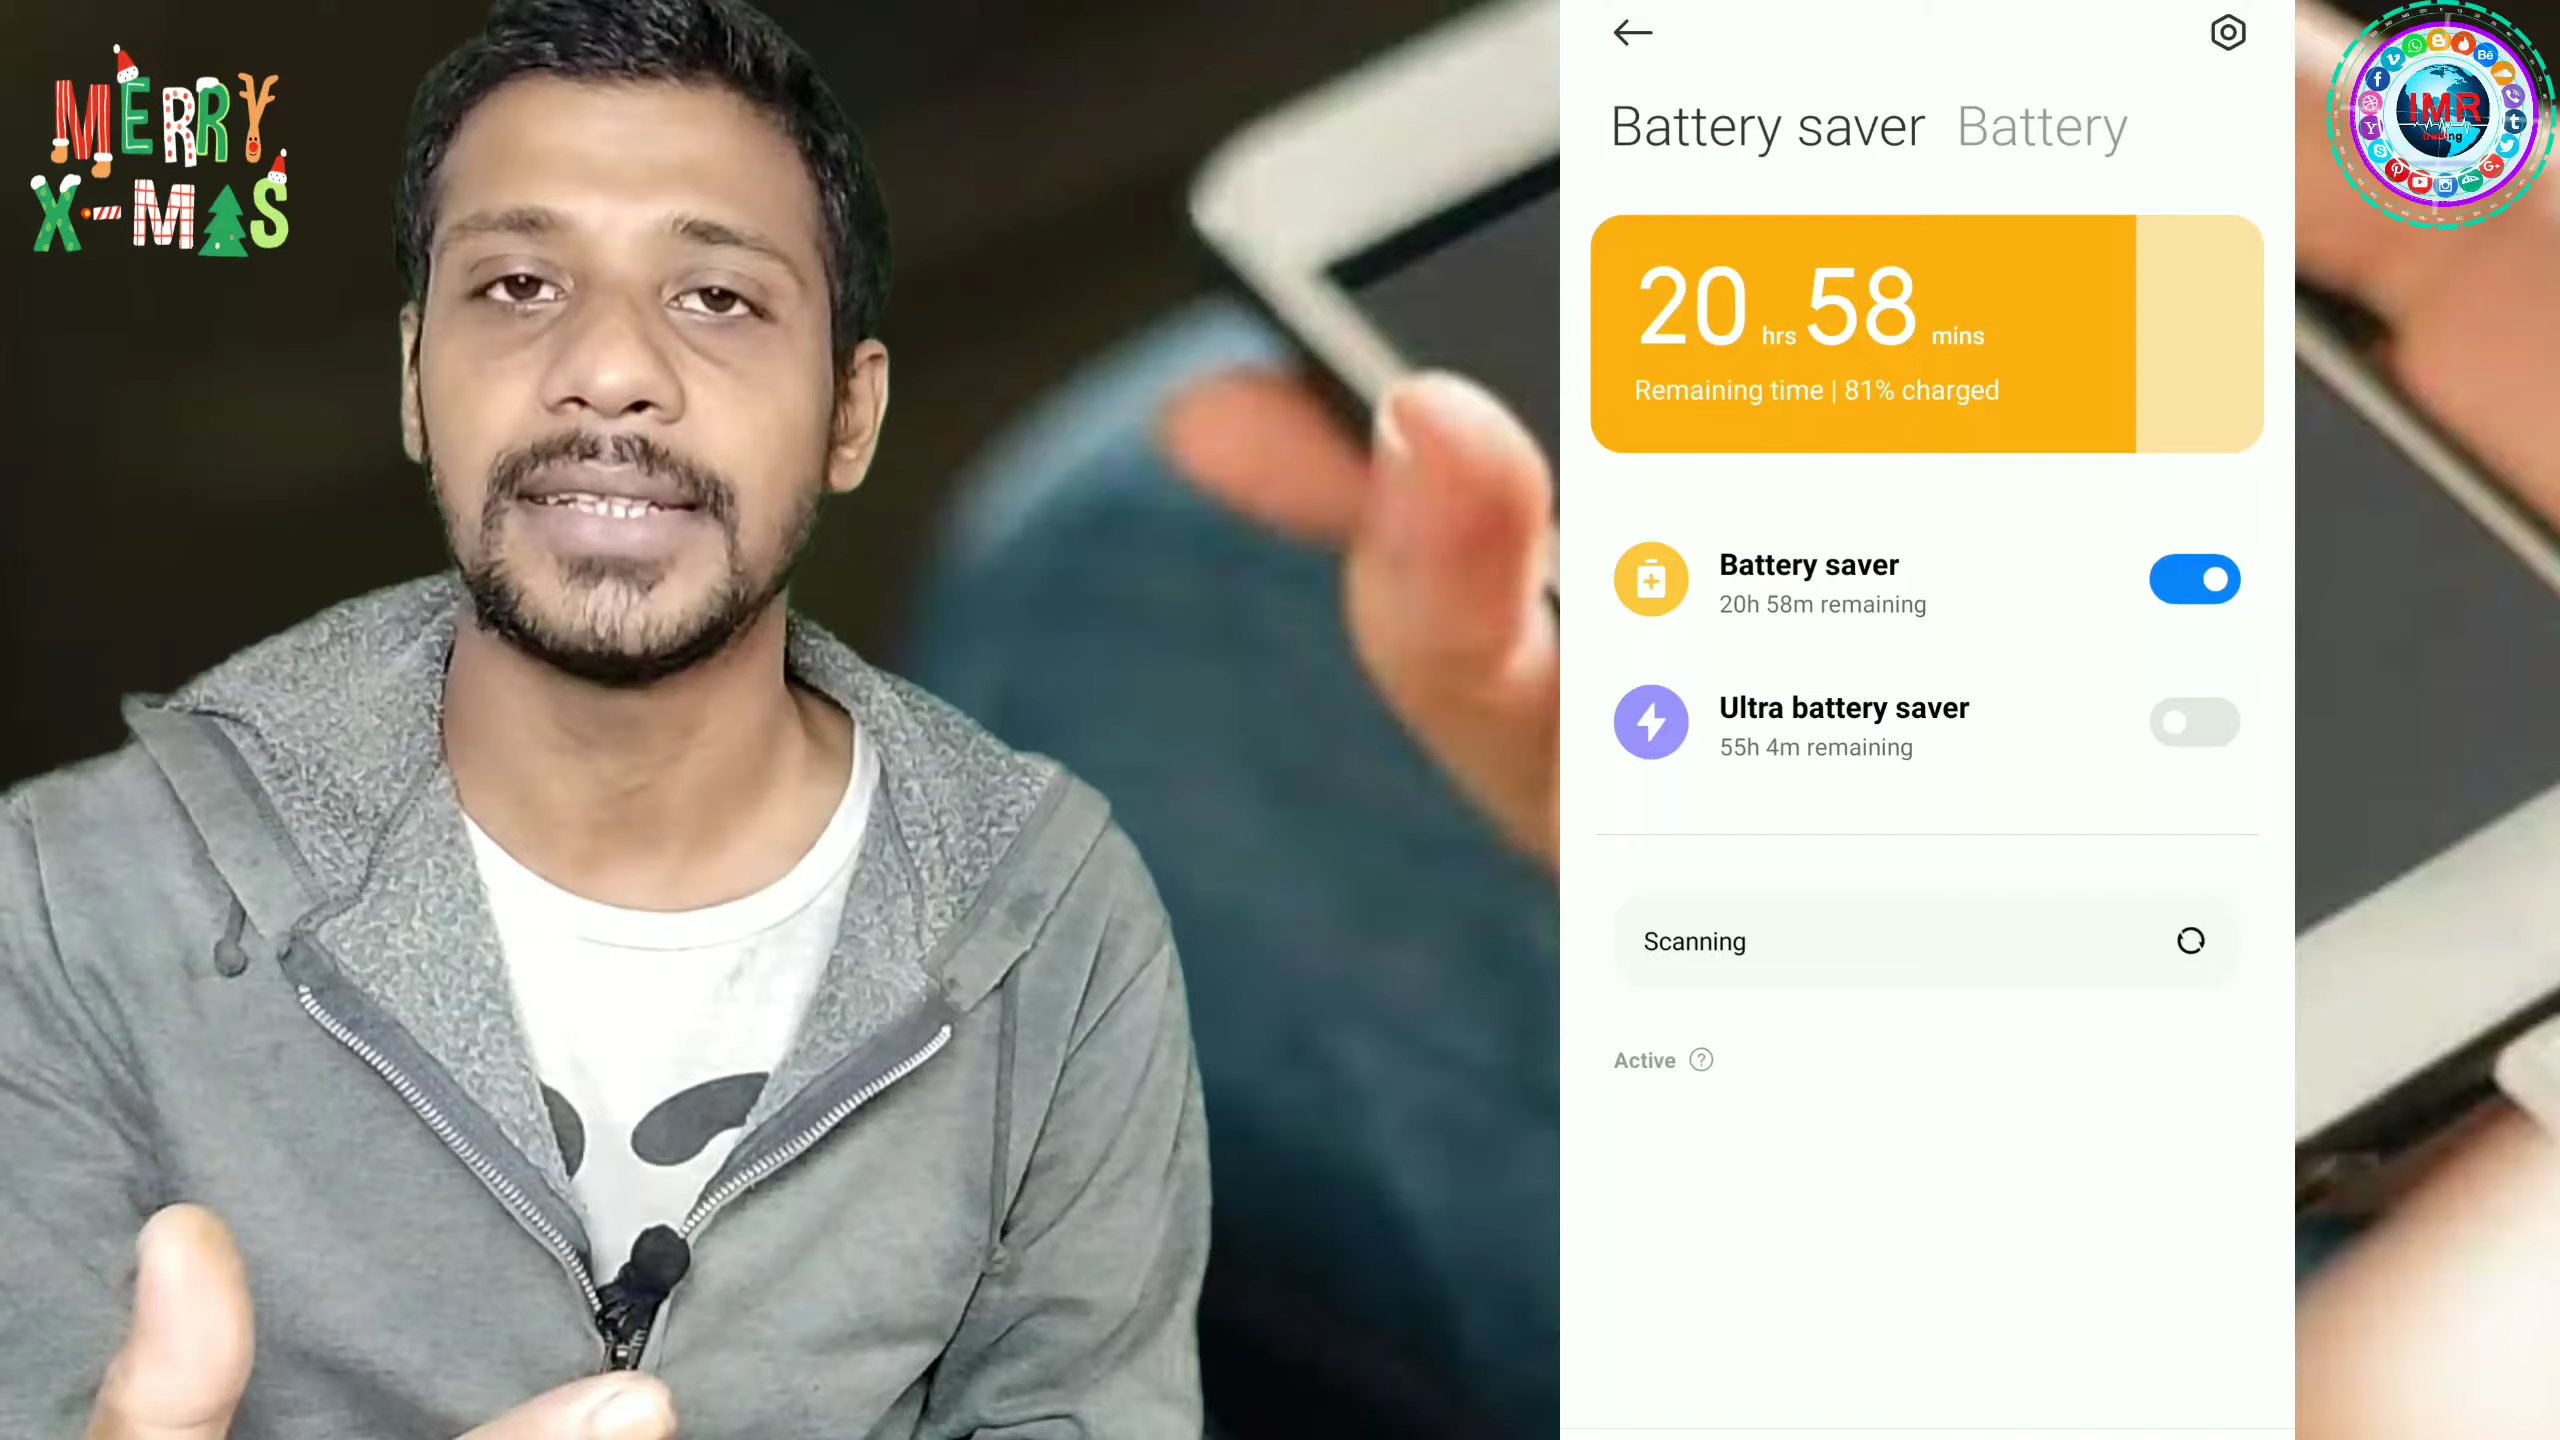 MERRY
X-MAS
Battery saver Battery
20 hrs 58 mins
Remaining time | 81% charged
Battery saver
20h 58m remaining
Ultra battery saver
55h 4m remaining
Scanning
Active
IMR
trading